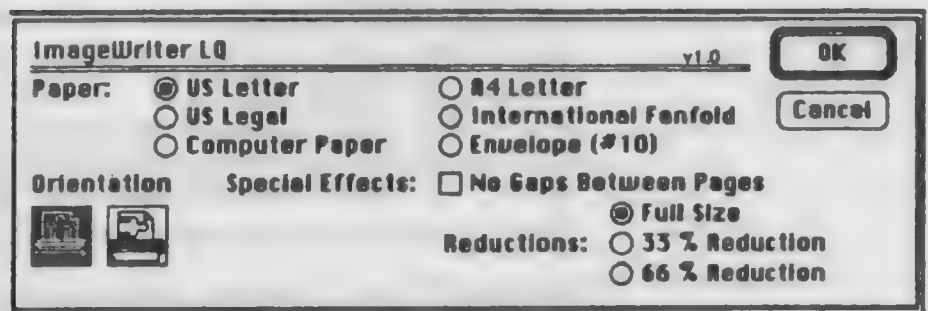 ImageWriter LQ v1.0 OK
Paper: US Letter A4 Letter
US Legal International Fanfold Cancel
Computer Paper Envelope (#10)
Orientation Special Effects: No Gaps Between Pages
Full Size
Reductions: 33 % Reduction
66 % Reduction